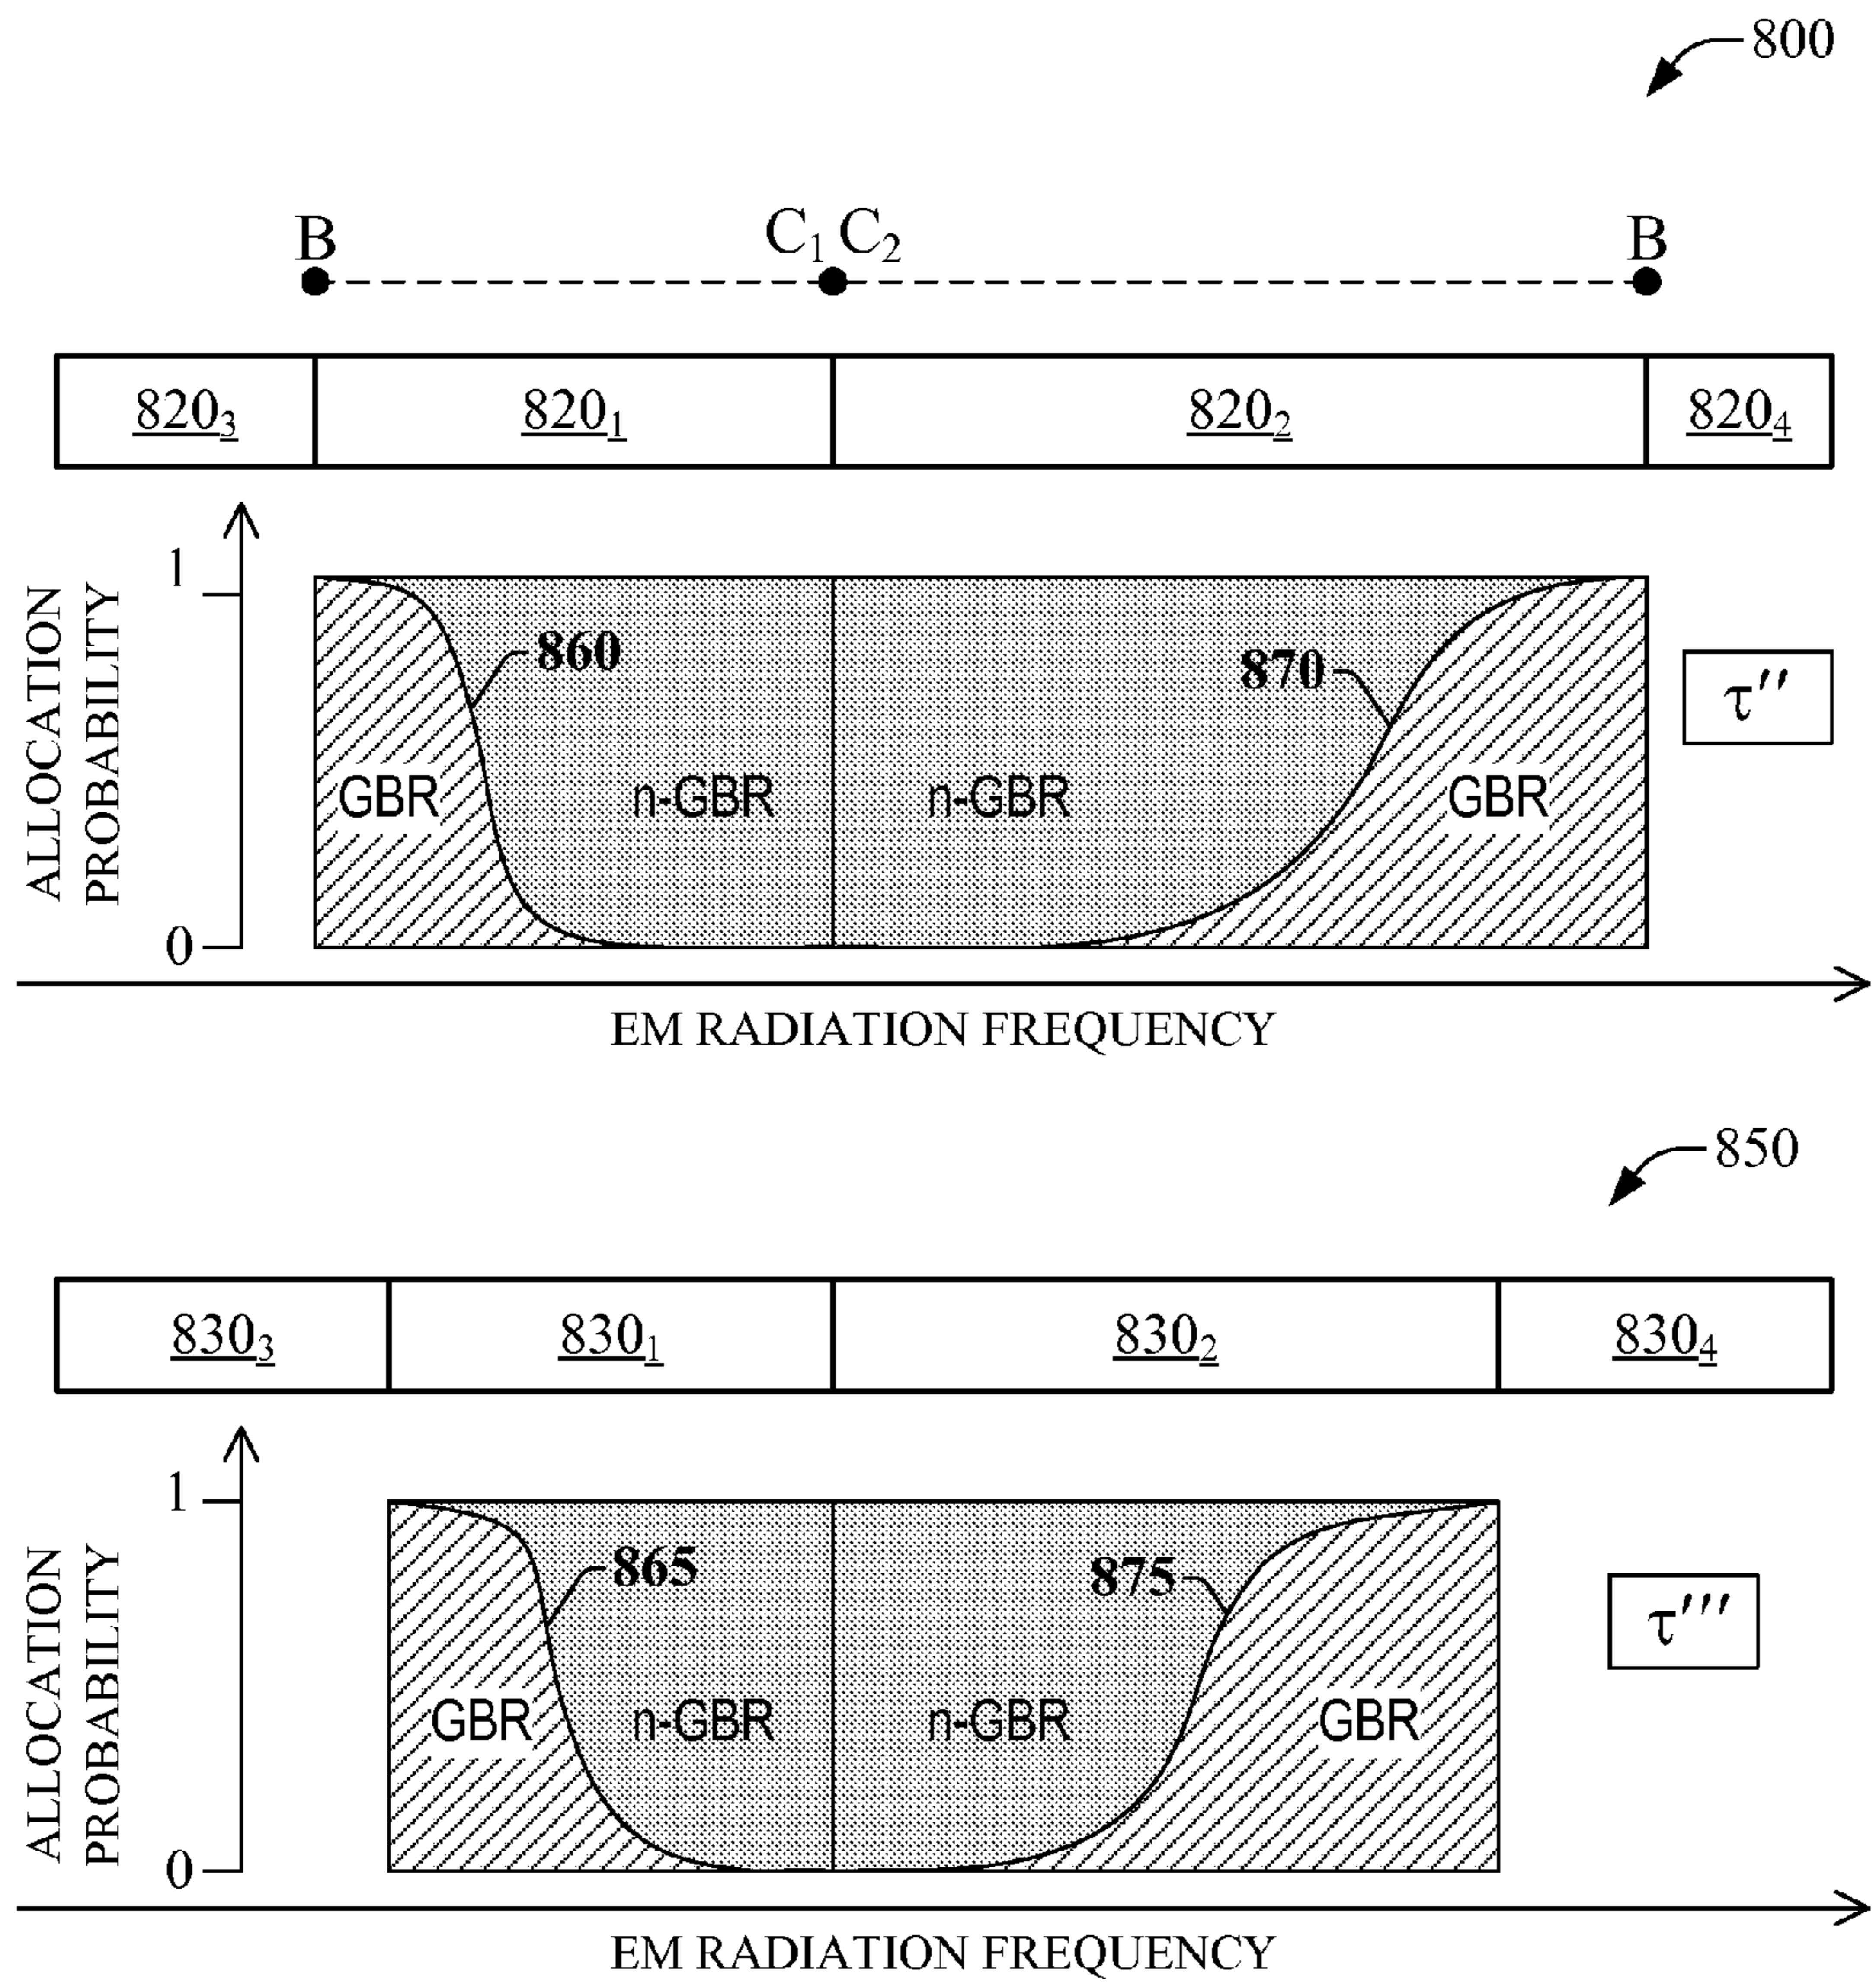 800
B C₁ C₂ B
820₃ 820₁ 820₂ 820₄
ALLOCATION
PROBABILITY
1
0
860
870
GBR n-GBR n-GBR GBR
τ′′
EM RADIATION FREQUENCY
850
830₃ 830₁ 830₂ 830₄
ALLOCATION
PROBABILITY
1
0
865
875
GBR n-GBR n-GBR GBR
τ′′′
EM RADIATION FREQUENCY